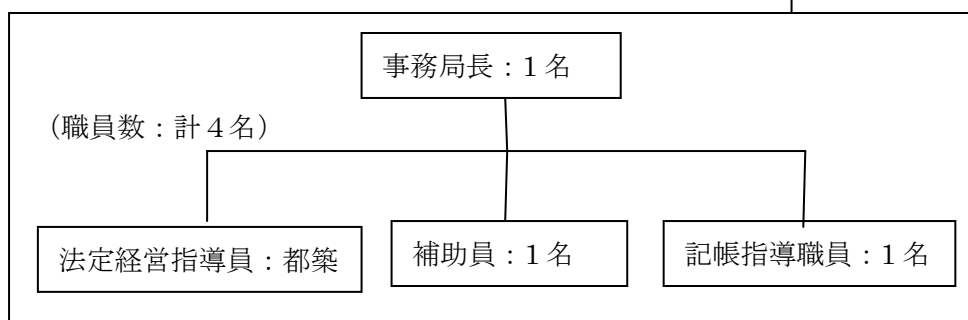 事務局長：１名
（職員数：計４名）
法定経営指導員：都築
補助員：１名
記帳指導職員：１名